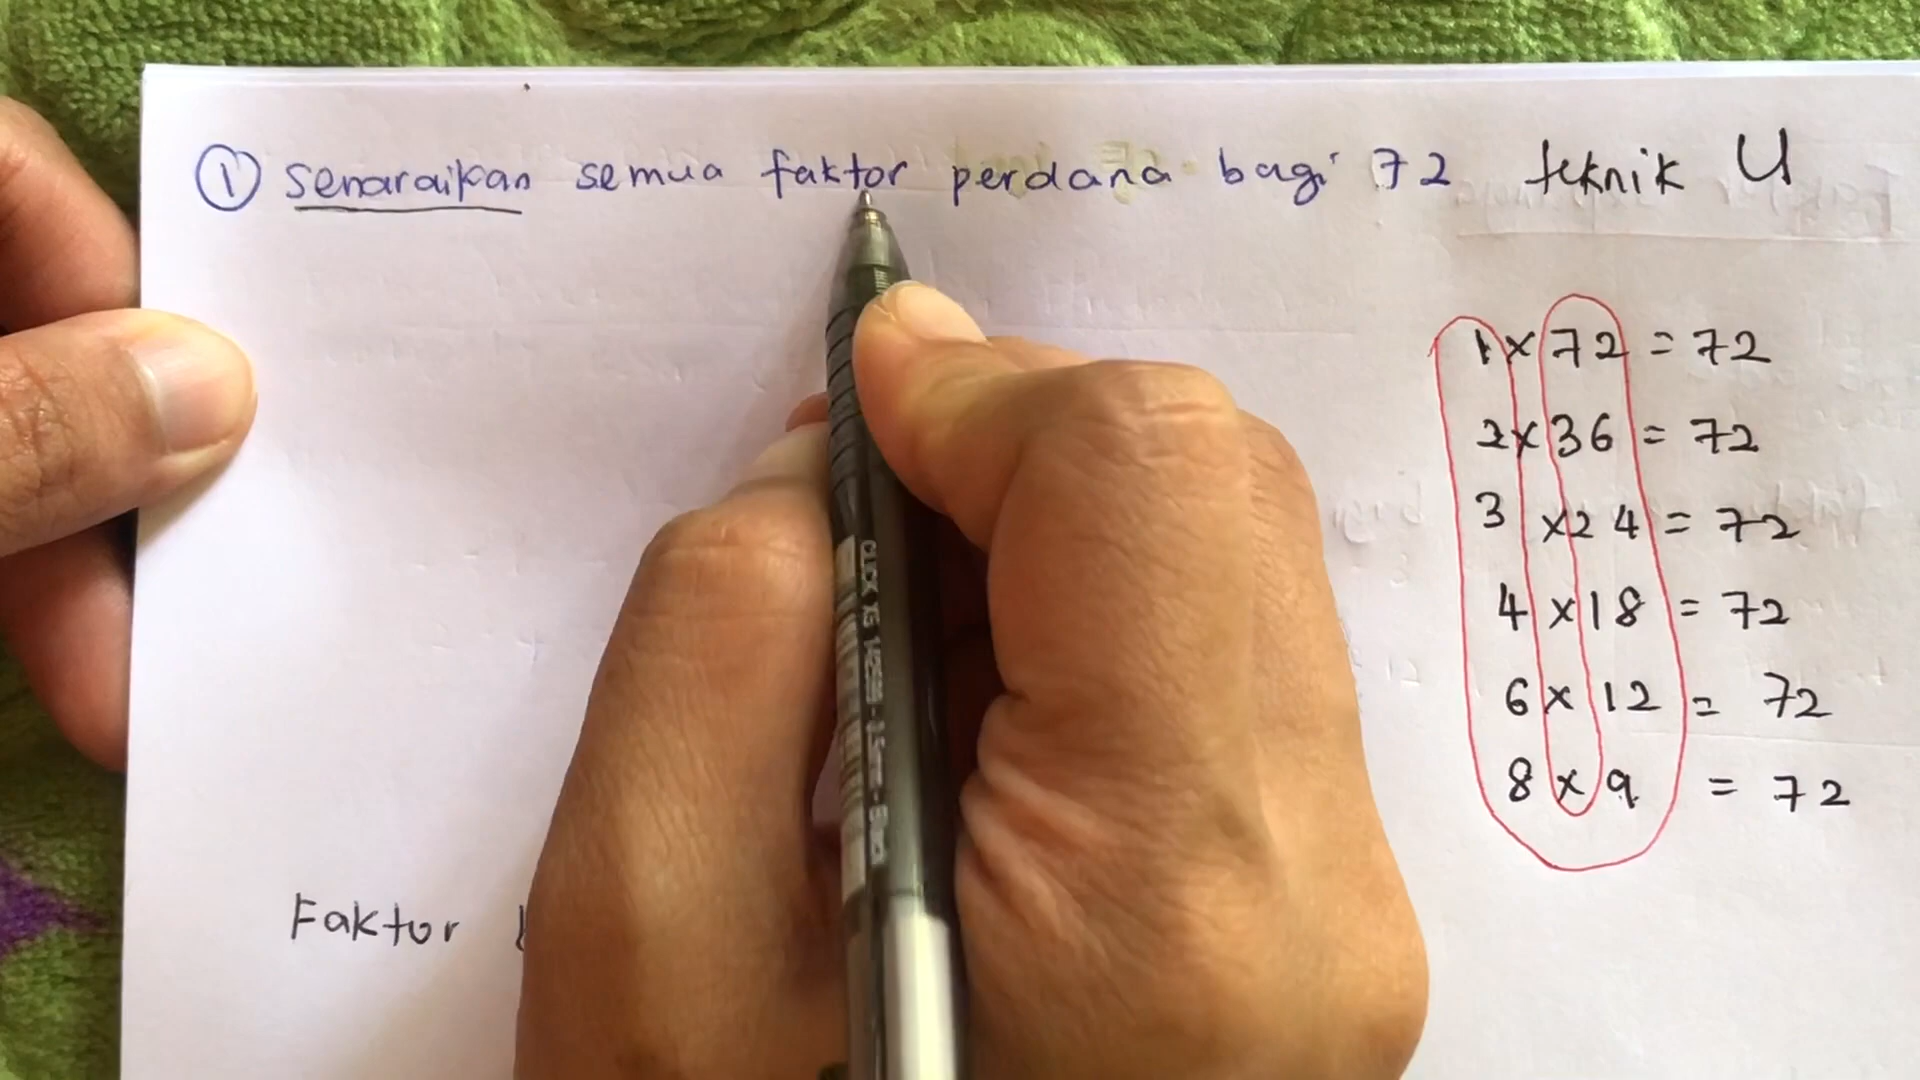 ① Senaraikan semua faktor perdana bagi 72 teknik U
1 x 72 = 72
2 x 36 = 72
3 x 24 = 72
4 x 18 = 72
6 x 12 = 72
8 x 9 = 72
Faktor